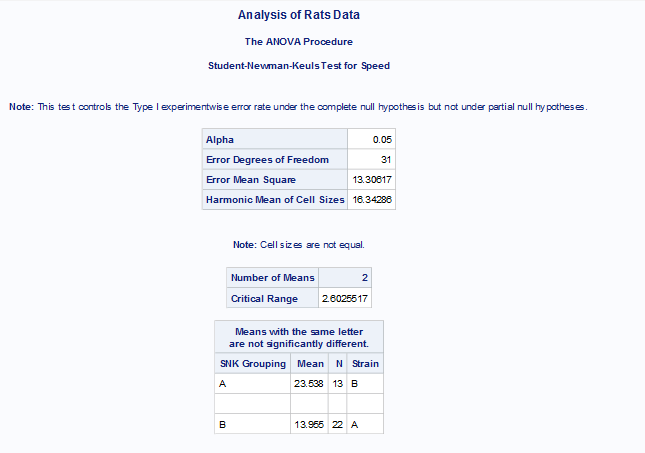 Analysis of Rats Data
The ANOVA Procedure
Student-Newman-Keuls Test for Speed
Note: This test controls the Type I experimentwise error rate under the complete null hypothesis but not under partial null hypotheses.
Alpha 0.05
Error Degrees of Freedom 31
Error Mean Square 13.30617
Harmonic Mean of Cell Sizes 16.34286
Note: Cell sizes are not equal.
Number of Means 2
Critical Range 2.6025517
Means with the same letter
are not significantly different.
SNK Grouping Mean N Strain
A 23.538 13 B
B 13.955 22 A